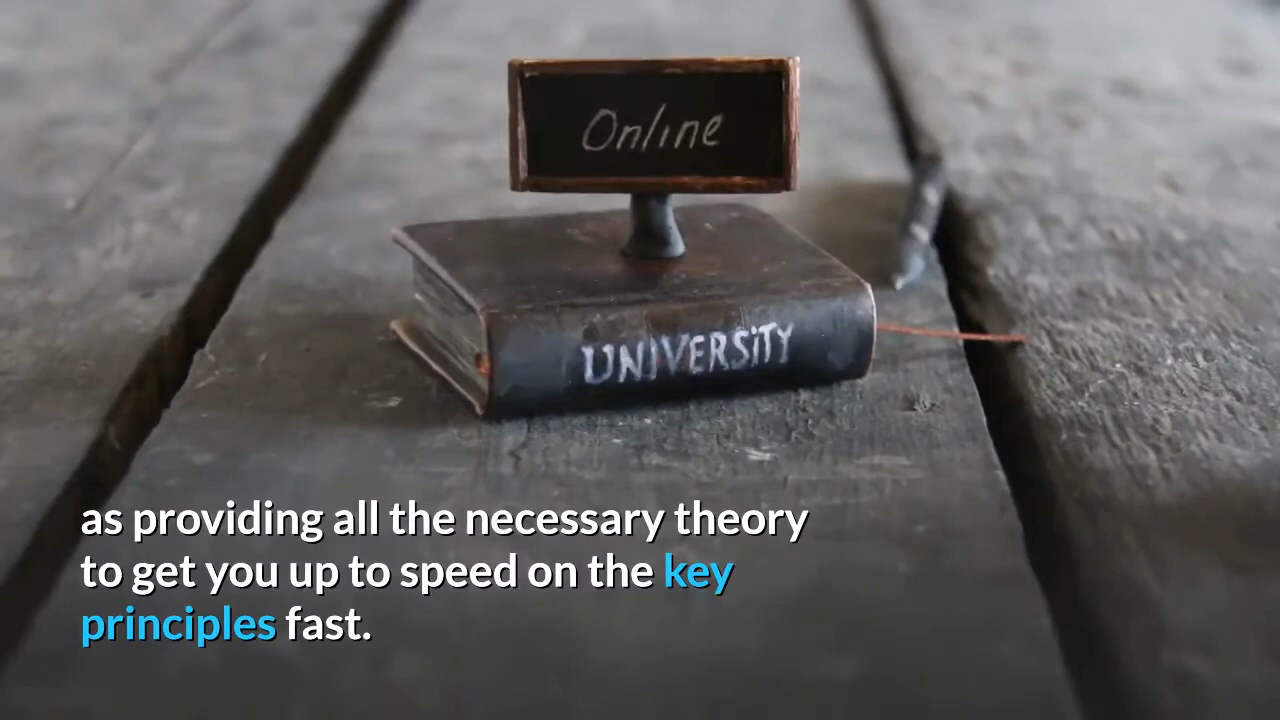 Online
UNIVERSITY
as providing all the necessary theory
to get you up to speed on the key
principles fast.